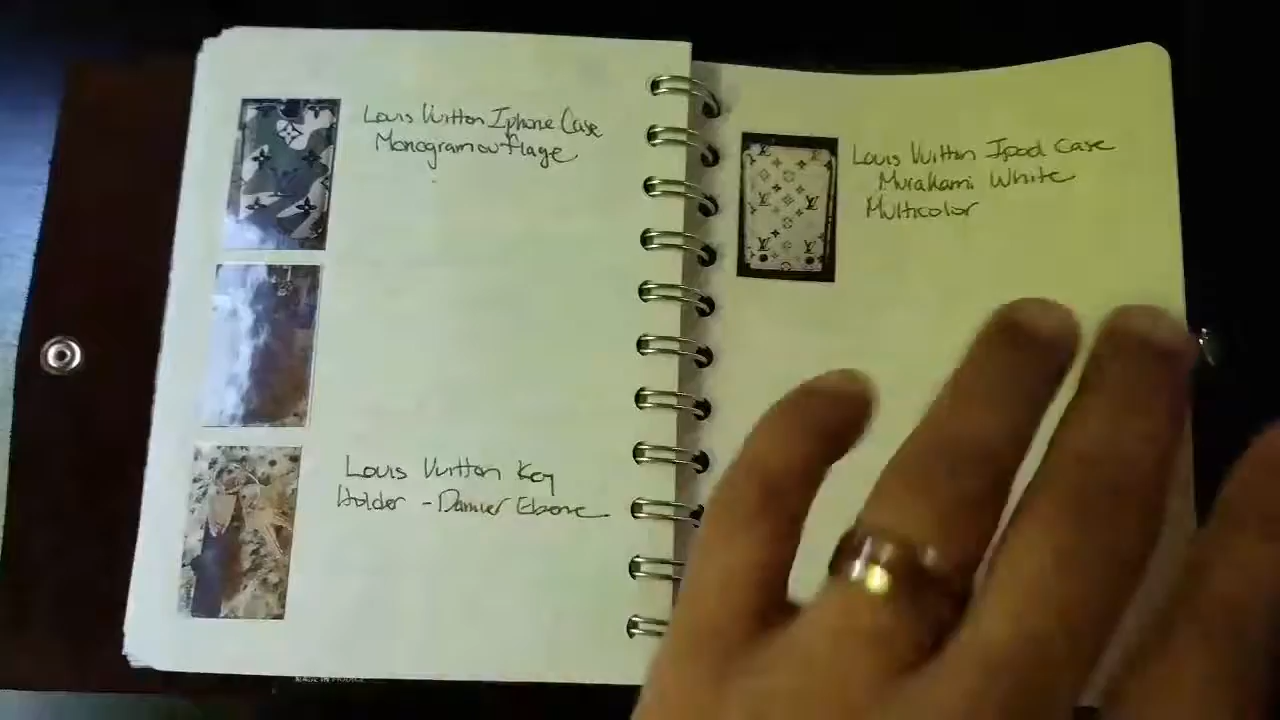 Louis Vuitton Iphone Case
Monogramouflage
Louis Vuitton Key
Holder - Damier Ebene
Louis Vuitton Ipod Case
Murakami White
Multicolor